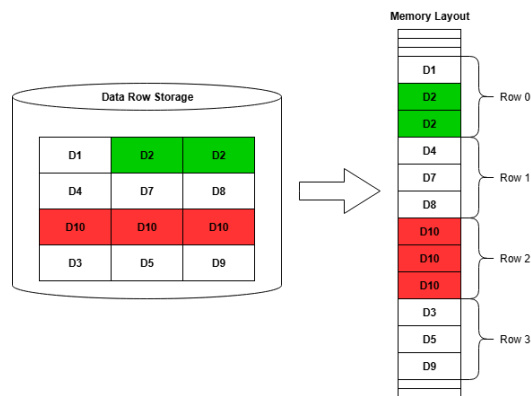 Memory Layout
Data Row Storage
D1 D2 D2
D4 D7 D8
D10 D10 D10
D3 D5 D9
D1
D2
D2
Row 0
D4
D7
D8
Row 1
D10
D10
D10
Row 2
D3
D5
D9
Row 3